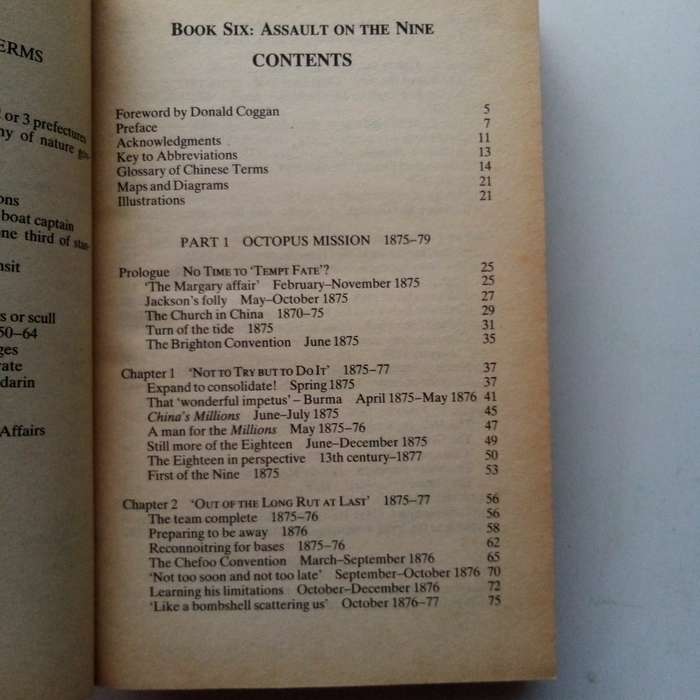 ERMS
or 3 prefectures
ny of nature
ons
boat captain
one third of
nsit
s or scull
50–64
ges
rate
darin
Affairs
BOOK SIX: ASSAULT ON THE NINE
CONTENTS
Foreword by Donald Coggan 5
Preface 7
Acknowledgments 11
Key to Abbreviations 13
Glossary of Chinese Terms 14
Maps and Diagrams 21
Illustrations 21
PART 1 OCTOPUS MISSION 1875–79
Prologue NO TIME TO ‘TEMPT FATE’? 25
‘The Margary affair’ February–November 1875 25
Jackson's folly May–October 1875 27
The Church in China 1870–75 29
Turn of the tide 1875 31
The Brighton Convention June 1875 35
Chapter 1 ‘NOT TO TRY BUT TO DO IT’ 1875–77 37
Expand to consolidate! Spring 1875 37
That ‘wonderful impetus’ – Burma April 1875–May 1876 41
China's Millions June–July 1875 45
A man for the Millions May 1875–76 47
Still more of the Eighteen June–December 1875 49
The Eighteen in perspective 13th century–1877 50
First of the Nine 1875 53
Chapter 2 ‘OUT OF THE LONG RUT AT LAST’ 1875–77 56
The team complete 1875–76 56
Preparing to be away 1876 58
Reconnoitring for bases 1875–76 62
The Chefoo Convention March–September 1876 65
‘Not too soon and not too late’ September–October 1876 70
Learning his limitations October–December 1876 72
‘Like a bombshell scattering us’ October 1876–77 75